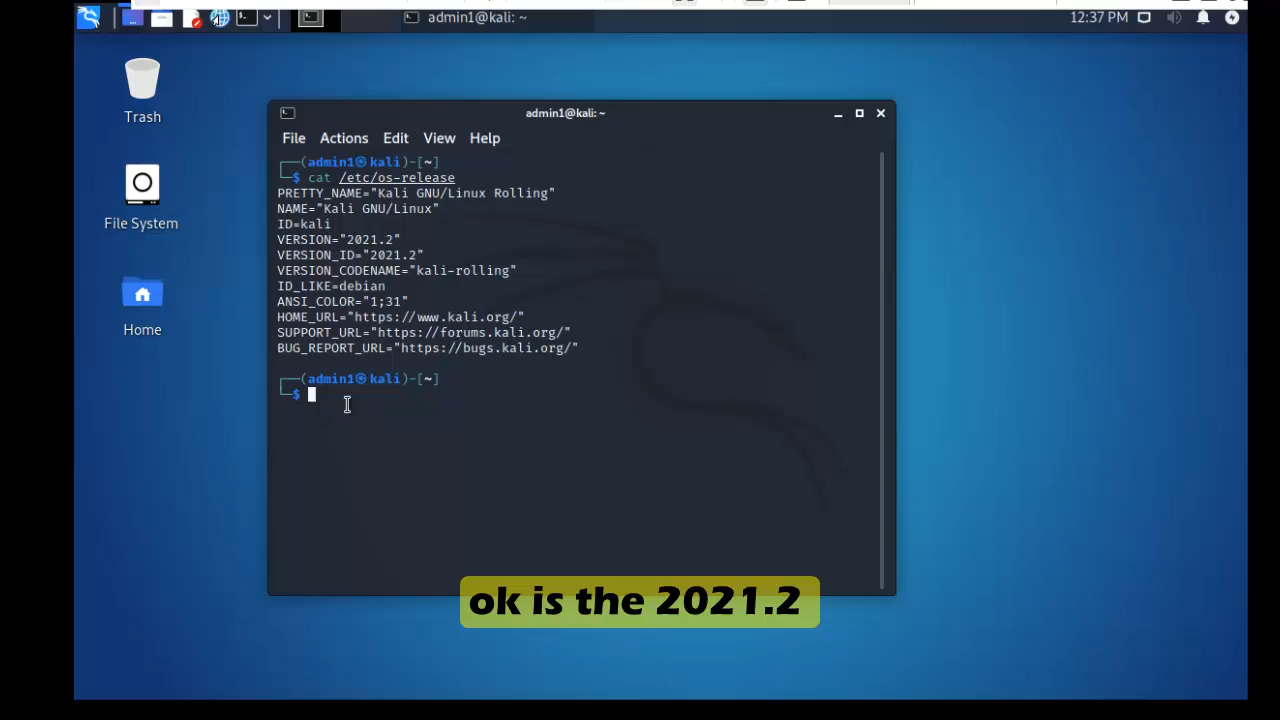 admin1@kali: ~
12:37 PM
Trash
File System
Home
admin1@kali: ~
File Actions Edit View Help
┌──(admin1㉿kali)-[~]
└─$ cat /etc/os-release
PRETTY_NAME="Kali GNU/Linux Rolling"
NAME="Kali GNU/Linux"
ID=kali
VERSION="2021.2"
VERSION_ID="2021.2"
VERSION_CODENAME="kali-rolling"
ID_LIKE=debian
ANSI_COLOR="1;31"
HOME_URL="https://www.kali.org/"
SUPPORT_URL="https://forums.kali.org/"
BUG_REPORT_URL="https://bugs.kali.org/"
┌──(admin1㉿kali)-[~]
└─$
ok is the 2021.2